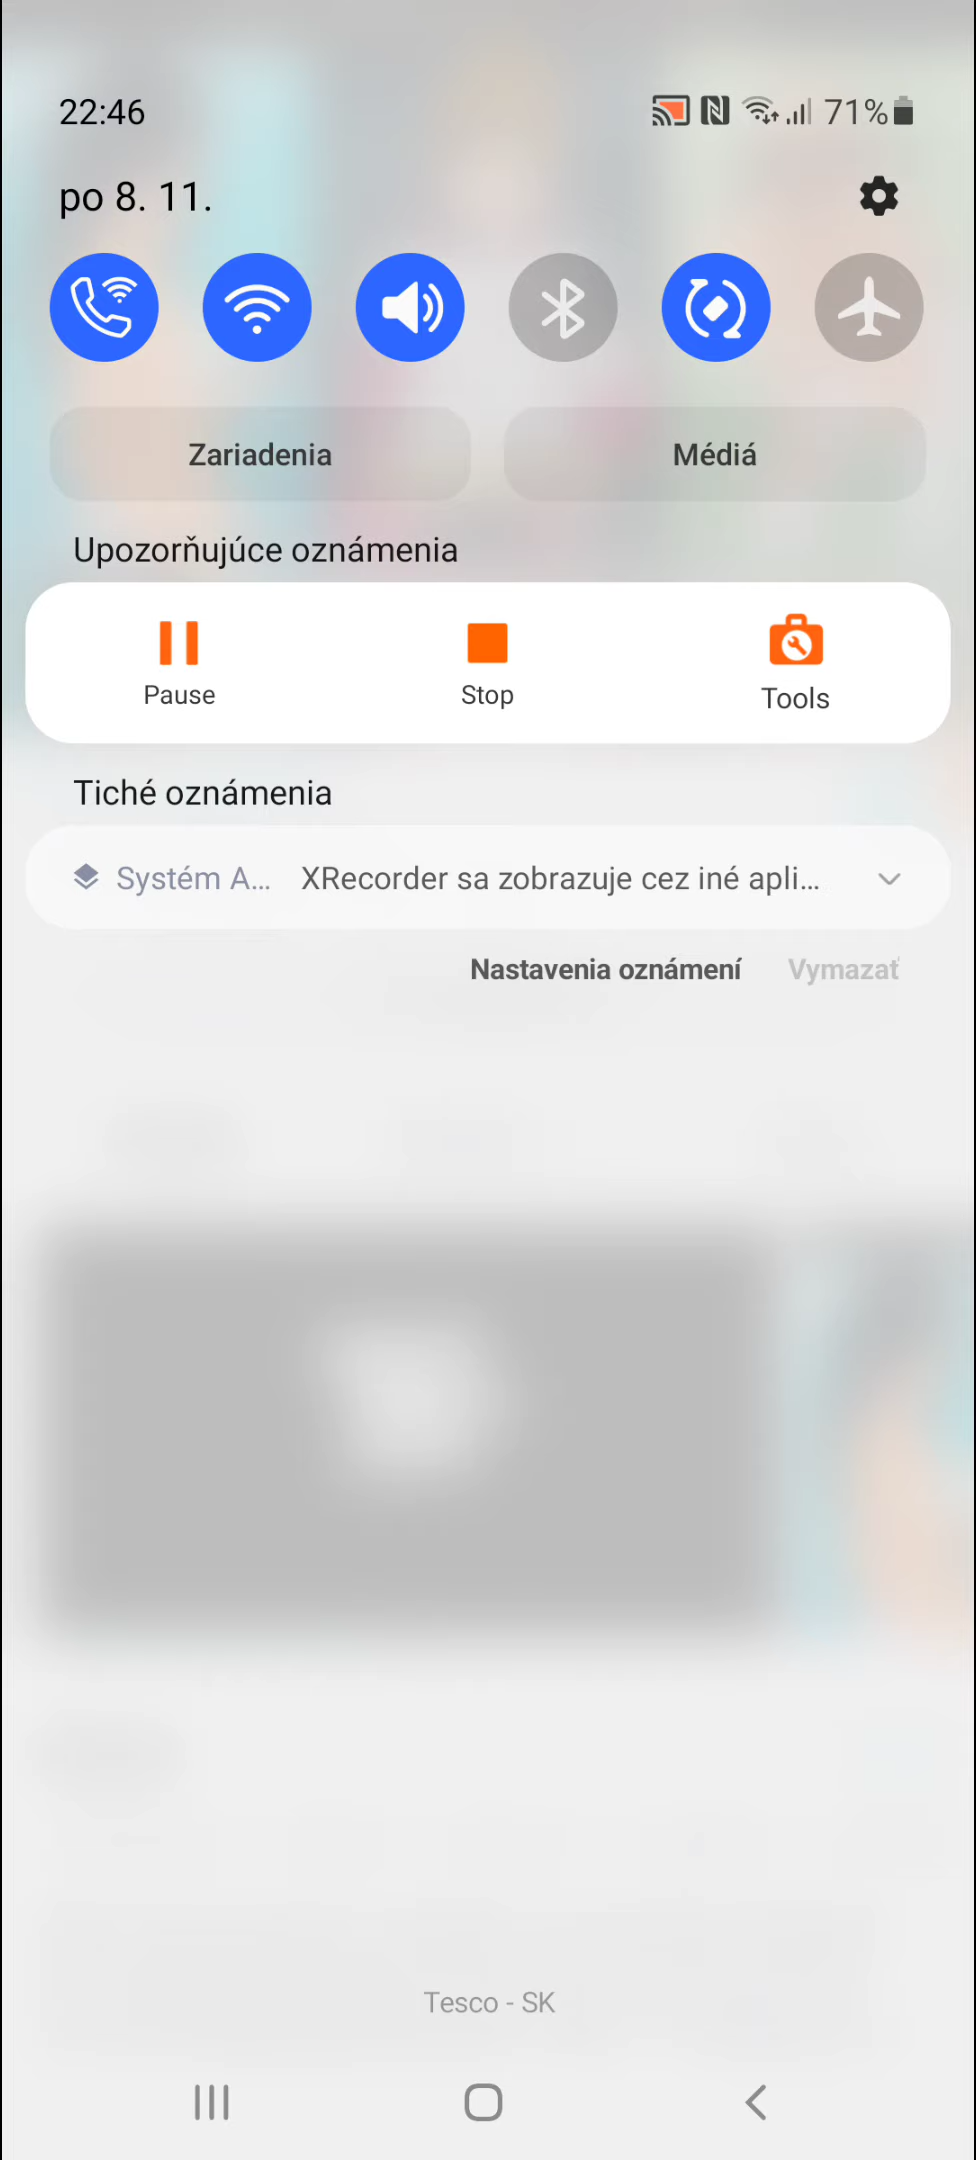 22:46
71%
po 8. 11.
Zariadenia
Médiá
Upozorňujúce oznámenia
Pause
Stop
Tools
Tiché oznámenia
Systém A... XRecorder sa zobrazuje cez iné apli...
Nastavenia oznámení
Vymazať
Tesco - SK